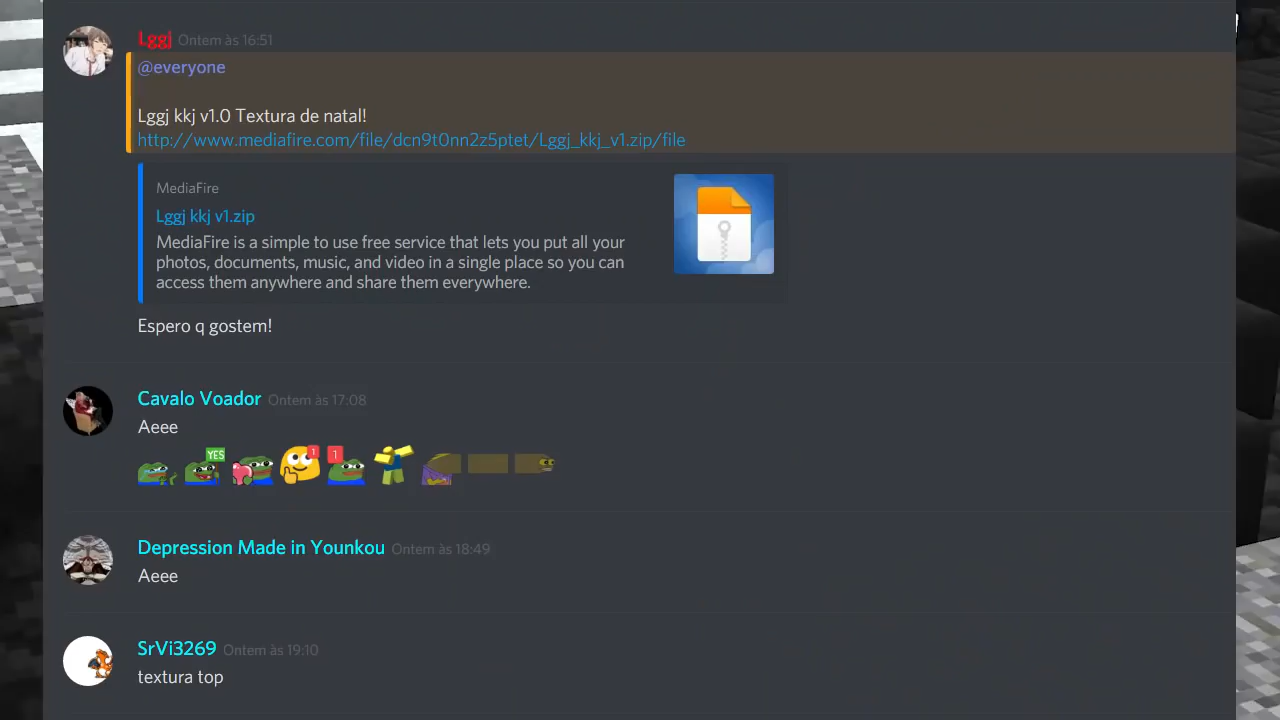 Lggj Ontem às 16:51
@everyone
Lggj kkj v1.0 Textura de natal!
http://www.mediafire.com/file/dcn9t0nn2z5ptet/Lggj_kkj_v1.zip/file
MediaFire
Lggj kkj v1.zip
MediaFire is a simple to use free service that lets you put all your
photos, documents, music, and video in a single place so you can
access them anywhere and share them everywhere.
Espero q gostem!
Cavalo Voador Ontem às 17:08
Aeee
YES 1 1
Depression Made in Younkou Ontem às 18:49
Aeee
SrVi3269 Ontem às 19:10
textura top